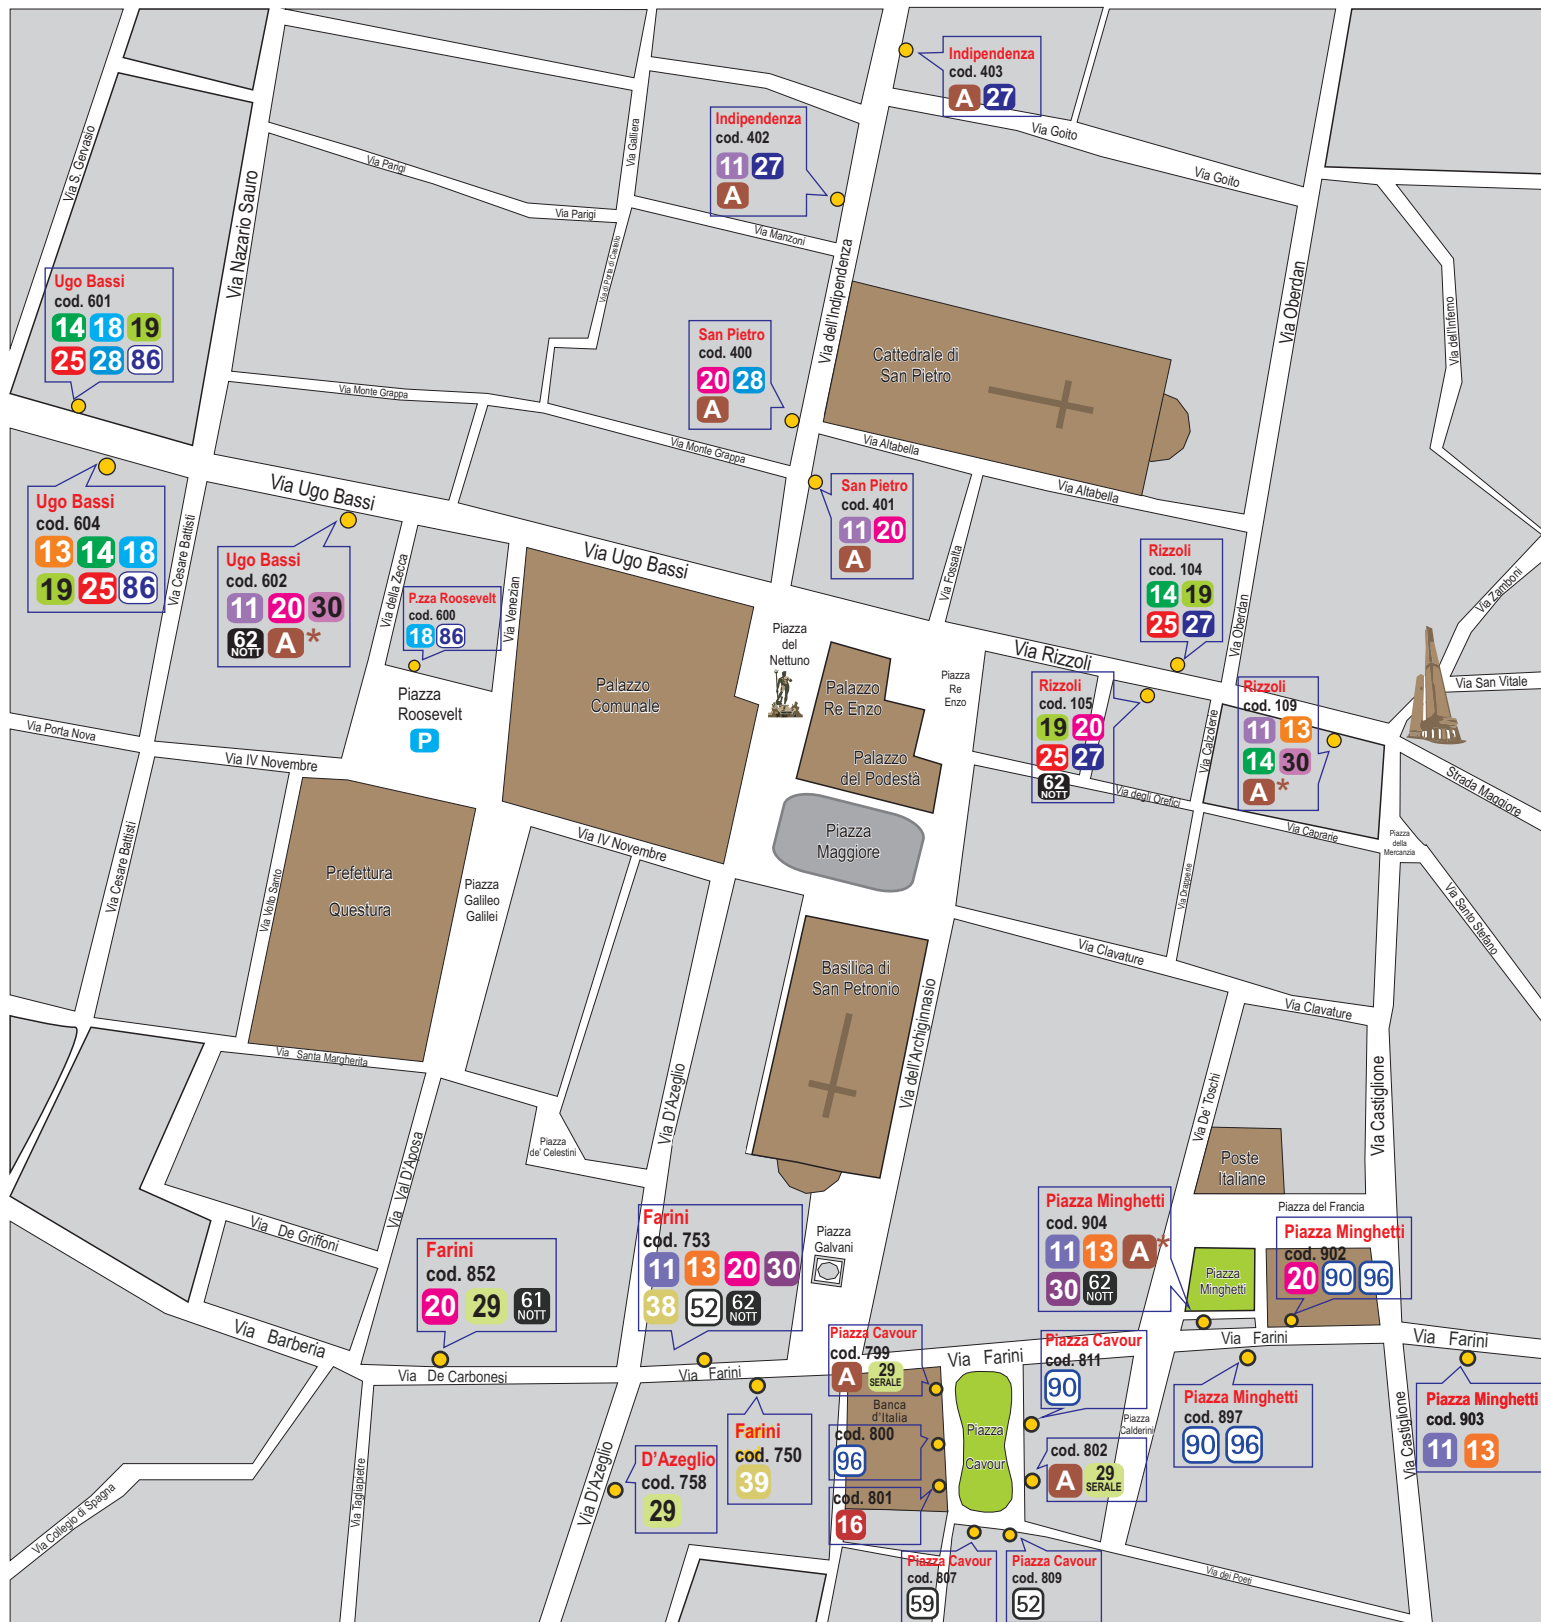 Indipendenza
cod. 403
A 27
Via Goito
Via Goito
Indipendenza
cod. 402
11 27
A
Via S. Gervasio
Via Nazario Sauro
Via Parigi
Via Parigi
Via Galliera
Via di Porta di Castello
Via Manzoni
Via dell'Indipendenza
Via Oberdan
Via dell'Inferno
Ugo Bassi
cod. 601
14 18 19
25 28 86
San Pietro
cod. 400
20 28
A
Cattedrale di
San Pietro
Via Monte Grappa
Via Monte Grappa
Via Altabella
Via Altabella
Via Ugo Bassi
Via Ugo Bassi
San Pietro
cod. 401
11 20
A
Ugo Bassi
cod. 604
13 14 18
19 25 86
Via Cesare Battisti
Ugo Bassi
cod. 602
11 20 30
62
NOTT
A *
Via della Zecca
P.zza Roosevelt
cod. 600
18 86
Via Venezian
Via Fossalta
Rizzoli
cod. 104
14 19
25 27
Via Oberdan
Via Zamboni
Via San Vitale
Piazza
del
Nettuno
Via Rizzoli
Piazza
Roosevelt
P
Palazzo
Comunale
Palazzo
Re Enzo
Palazzo
del Podestà
Piazza
Re
Enzo
Rizzoli
cod. 105
19 20
25 27
62
NOTT
Via Calzolerie
Rizzoli
cod. 109
11 13
14 30
A *
Strada Maggiore
Via Porta Nova
Via IV Novembre
Via degli Orefici
Via Caprarie
Piazza
della
Mercanzia
Via IV Novembre
Piazza
Maggiore
Via Cesare Battisti
Via Volto Santo
Prefettura
Questura
Piazza
Galileo
Galilei
Via Drapperie
Via Santo Stefano
Via Clavature
Via Clavature
Basilica di
San Petronio
Via dell'Archiginnasio
Via D'Azeglio
Via Santa Margherita
Via Castiglione
Via De' Toschi
Via Val D'Aposa
Piazza
de' Celestini
Poste
Italiane
Piazza del Francia
Via De Griffoni
Farini
cod. 852
20 29 61
NOTT
Farini
cod. 753
11 13 20 30
38 52 62
NOTT
Piazza
Galvani
Piazza Minghetti
cod. 904
11 13 A *
30 62
NOTT
Piazza
Minghetti
Piazza Minghetti
cod. 902
20 90 96
Via Barberia
Via De Carbonesi
Via Farini
Via Farini
Via Farini
Via Farini
Piazza Cavour
cod. 799
A 29
SERALE
Banca
d'Italia
cod. 800
96
cod. 801
16
Piazza
Cavour
Piazza Cavour
cod. 811
90
cod. 802
A 29
SERALE
Piazza
Calderini
Piazza Minghetti
cod. 897
90 96
Piazza Minghetti
cod. 903
11 13
Via Castiglione
Farini
cod. 750
39
D'Azeglio
cod. 758
29
Via D'Azeglio
Via Tagliapietre
Via Collegio di Spagna
Piazza Cavour
cod. 807
59
Piazza Cavour
cod. 809
52
Via dei Poeti